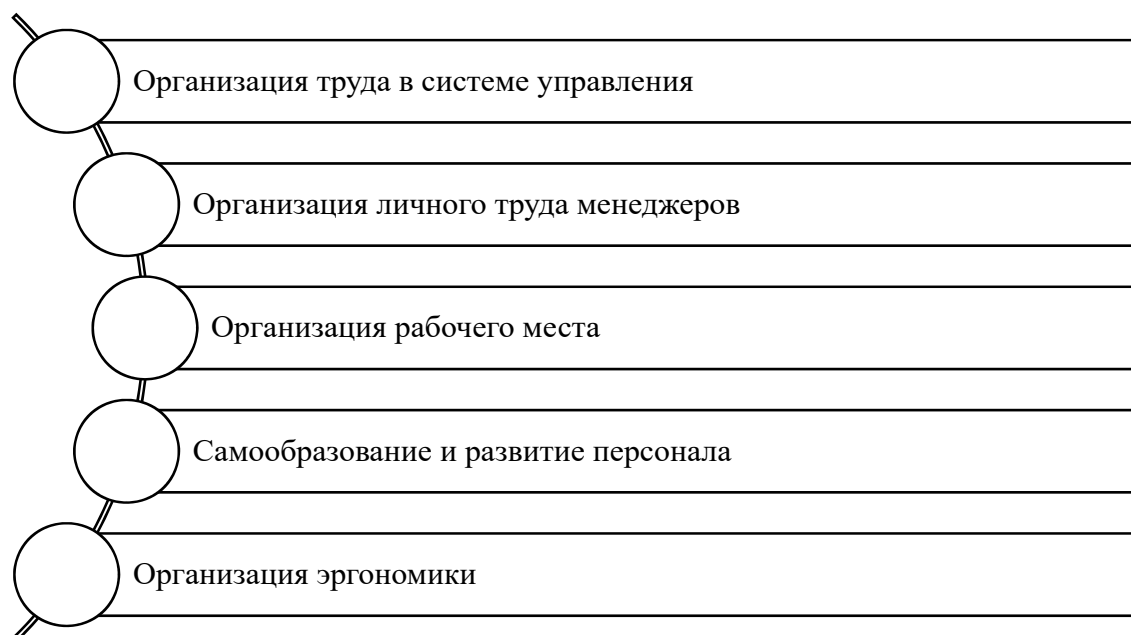 Организация труда в системе управления
Организация личного труда менеджеров
Организация рабочего места
Самообразование и развитие персонала
Организация эргономики